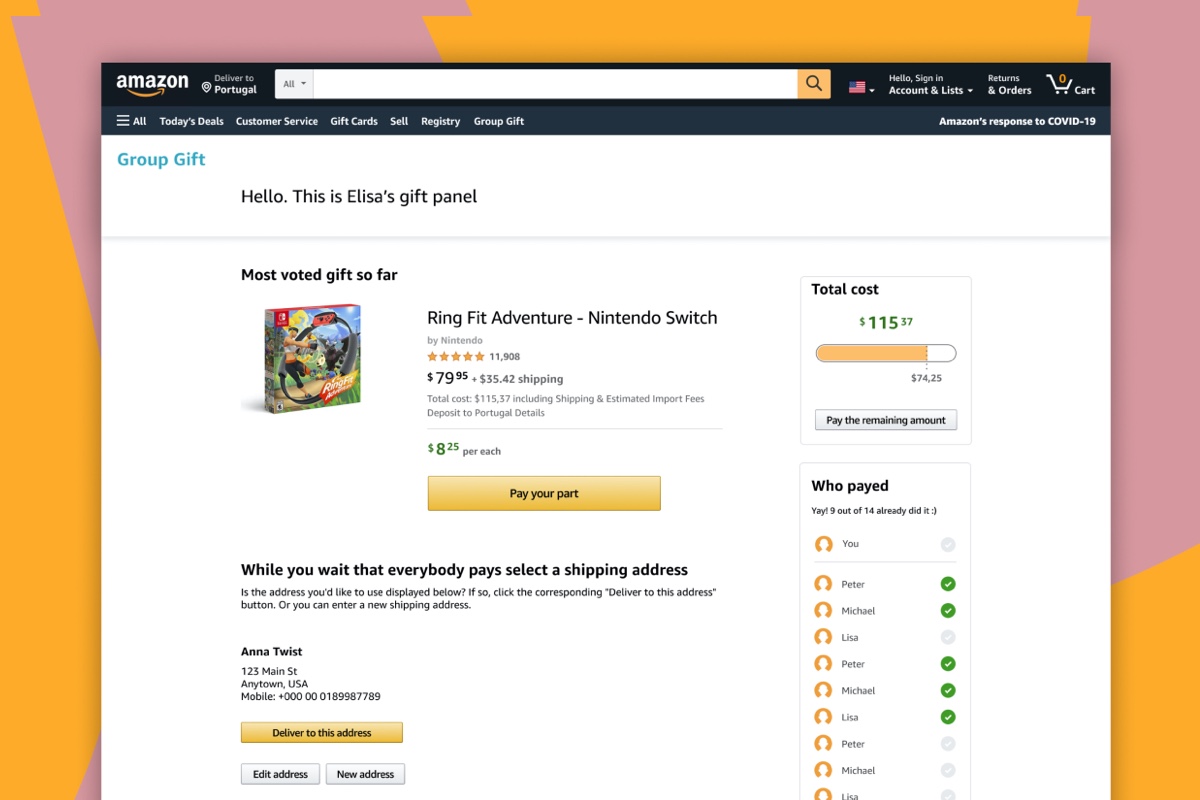 amazon
Deliver to
Portugal
All
Hello, Sign in
Account & Lists
Returns
& Orders
0
Cart
All
Today's Deals
Customer Service
Gift Cards
Sell
Registry
Group Gift
Amazon's response to COVID-19
Group Gift
Hello. This is Elisa's gift panel
Most voted gift so far
Ring Fit Adventure
Ring Fit Adventure - Nintendo Switch
by Nintendo
11,908
$79 95 + $35.42 shipping
Total cost: $115,37 including Shipping & Estimated Import Fees
Deposit to Portugal Details
$8 25 per each
Pay your part
Total cost
$115 37
$74,25
Pay the remaining amount
Who payed
Yay! 9 out of 14 already did it :)
You
Peter
Michael
Lisa
Peter
Michael
Lisa
Peter
Michael
Lisa
While you wait that everybody pays select a shipping address
Is the address you'd like to use displayed below? If so, click the corresponding "Deliver to this address"
button. Or you can enter a new shipping address.
Anna Twist
123 Main St
Anytown, USA
Mobile: +000 00 0189987789
Deliver to this address
Edit address
New address